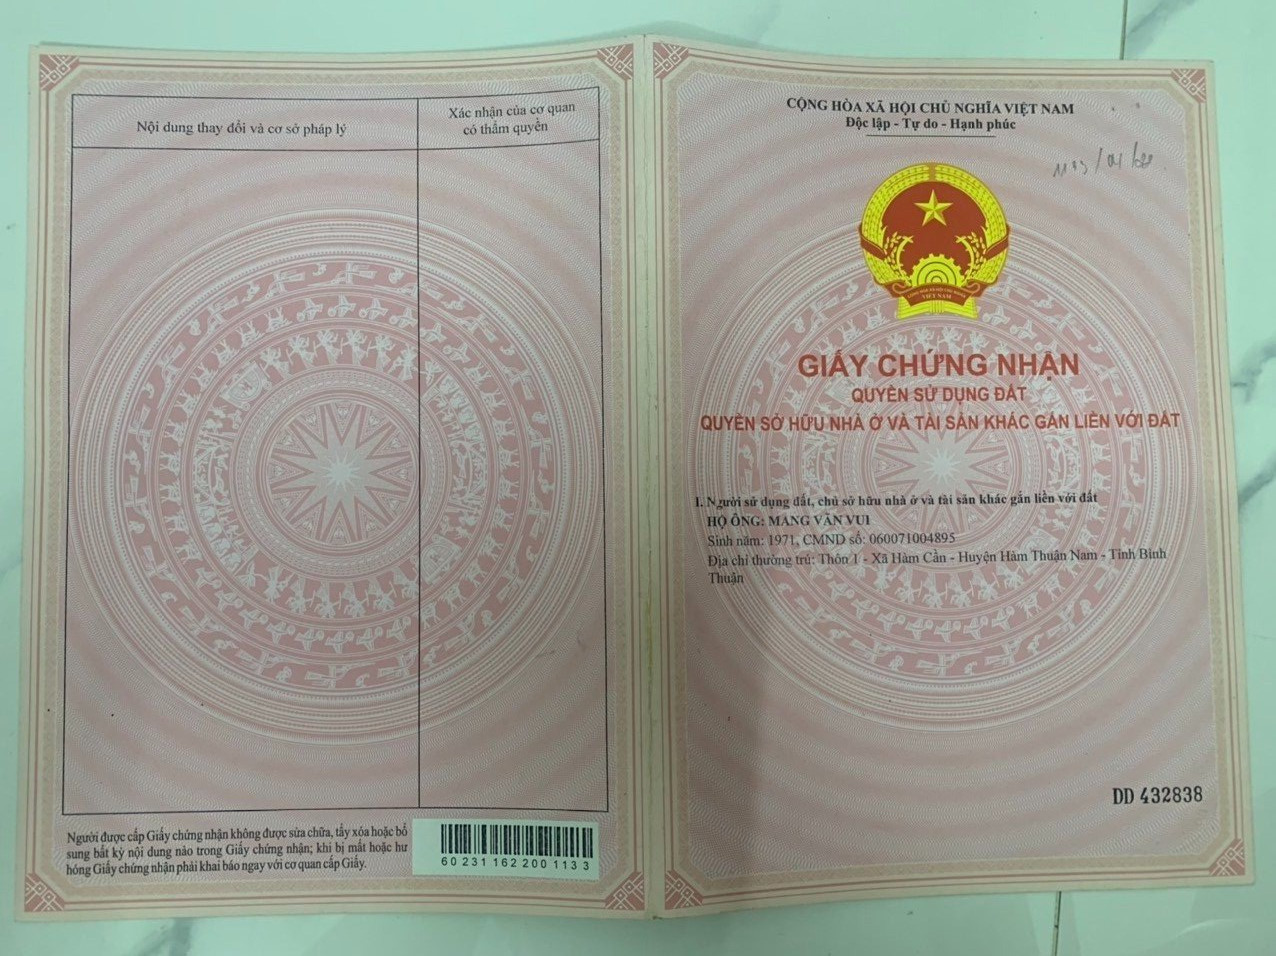 Nội dung thay đổi và cơ sở pháp lý
Xác nhận của cơ quan
có thẩm quyền
Người được cấp Giấy chứng nhận không được sửa chữa, tẩy xóa hoặc bổ
sung bất kỳ nội dung nào trong Giấy chứng nhận; khi bị mất hoặc hư
hỏng Giấy chứng nhận phải khai báo ngay với cơ quan cấp Giấy.
60 231 16 2 200 1 1 3 3
CỘNG HÒA XÃ HỘI CHỦ NGHĨA VIỆT NAM
Độc lập - Tự do - Hạnh phúc
VIỆT NAM
GIẤY CHỨNG NHẬN
QUYỀN SỬ DỤNG ĐẤT
QUYỀN SỞ HỮU NHÀ Ở VÀ TÀI SẢN KHÁC GẮN LIỀN VỚI ĐẤT
I. Người sử dụng đất, chủ sở hữu nhà ở và tài sản khác gắn liền với đất
HỘ ÔNG: MANG VĂN VUI
Sinh năm: 1971, CMND số: 060071004895
Địa chỉ thường trú: Thôn 1 - Xã Hàm Cần - Huyện Hàm Thuận Nam - Tỉnh Bình
Thuận
DD 432838